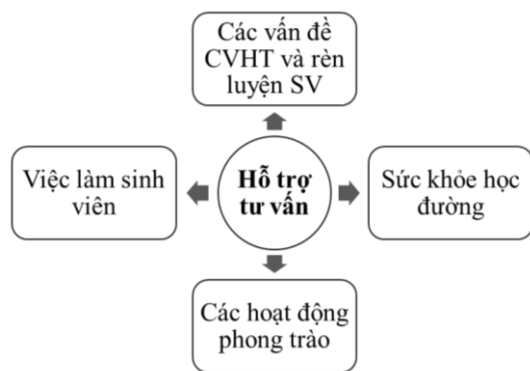 Các vấn đề
CVHT và rèn
luyện SV
Việc làm sinh
viên
Hỗ trợ
tư vấn
Sức khỏe học
đường
Các hoạt động
phong trào